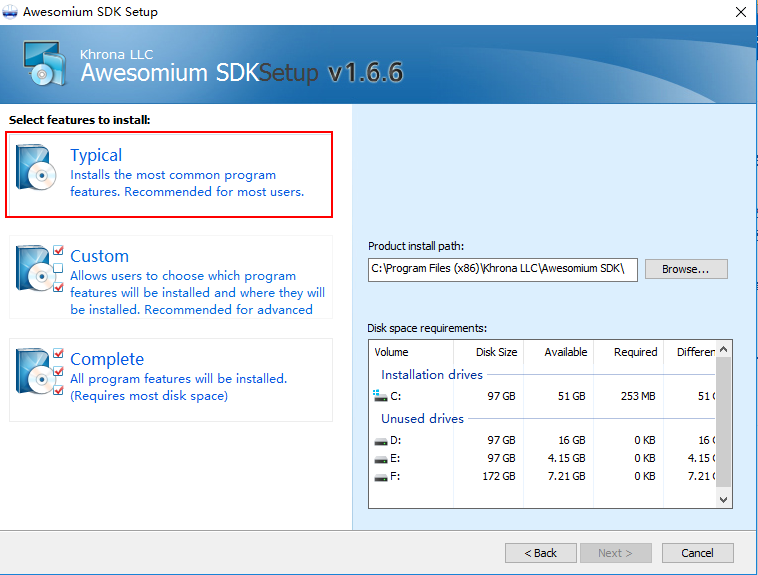 Awesomium SDK Setup
Khrona LLC
Awesomium SDKSetup v1.6.6
Select features to install:
Typical
Installs the most common program
features. Recommended for most users.
Custom
Allows users to choose which program
features will be installed and where they will
be installed. Recommended for advanced
Complete
All program features will be installed.
(Requires most disk space)
Product install path:
C:\Program Files (x86)\Khrona LLC\Awesomium SDK\ Browse...
Disk space requirements:
Volume Disk Size Available Required Differen
Installation drives
C: 97 GB 51 GB 253 MB 51
Unused drives
D: 97 GB 16 GB 0 KB 16
E: 97 GB 4.15 GB 0 KB 4.15
F: 172 GB 7.21 GB 0 KB 7.21
< Back Next > Cancel